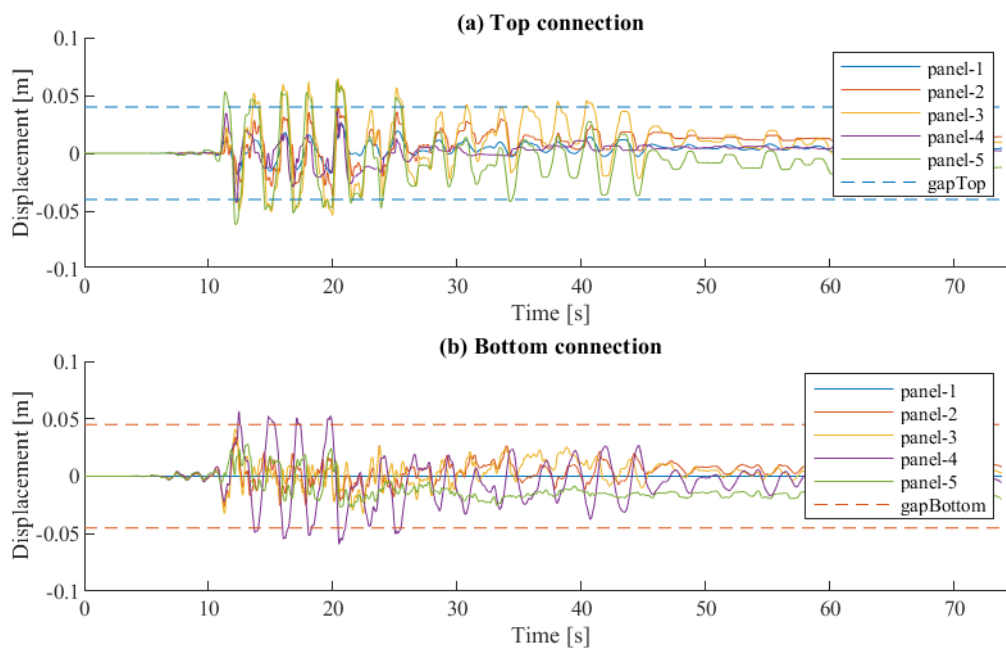 (a) Top connection
0.1
0.05
0
-0.05
-0.1
Displacement [m]
panel-1
panel-2
panel-3
panel-4
panel-5
gapTop
0 10 20 30 40 50 60 70
Time [s]
(b) Bottom connection
0.1
0.05
0
-0.05
-0.1
Displacement [m]
panel-1
panel-2
panel-3
panel-4
panel-5
gapBottom
0 10 20 30 40 50 60 70
Time [s]